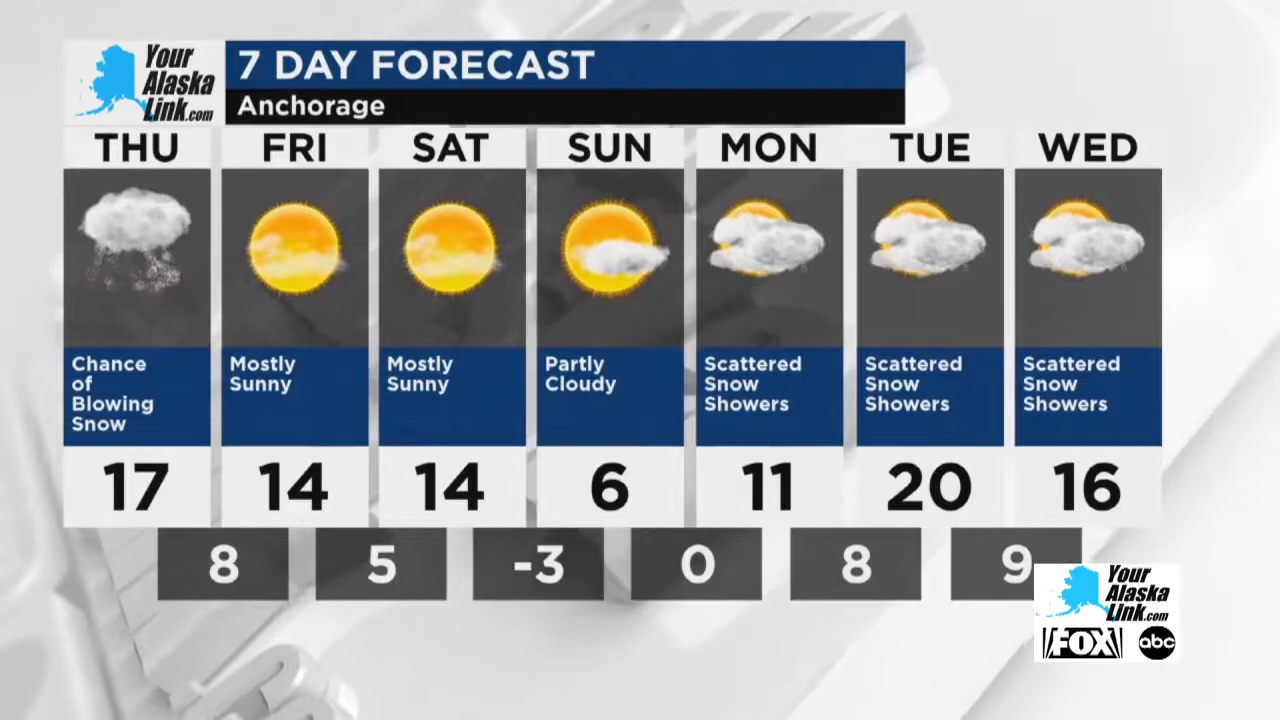 Your
Alaska
Link.com
7 DAY FORECAST
Anchorage
THU FRI SAT SUN MON TUE WED
Chance
of
Blowing
Snow
Mostly
Sunny
Mostly
Sunny
Partly
Cloudy
Scattered
Snow
Showers
Scattered
Snow
Showers
Scattered
Snow
Showers
17 14 14 6 11 20 16
8 5 -3 0 8 9
Your
Alaska
Link.com
FOX abc